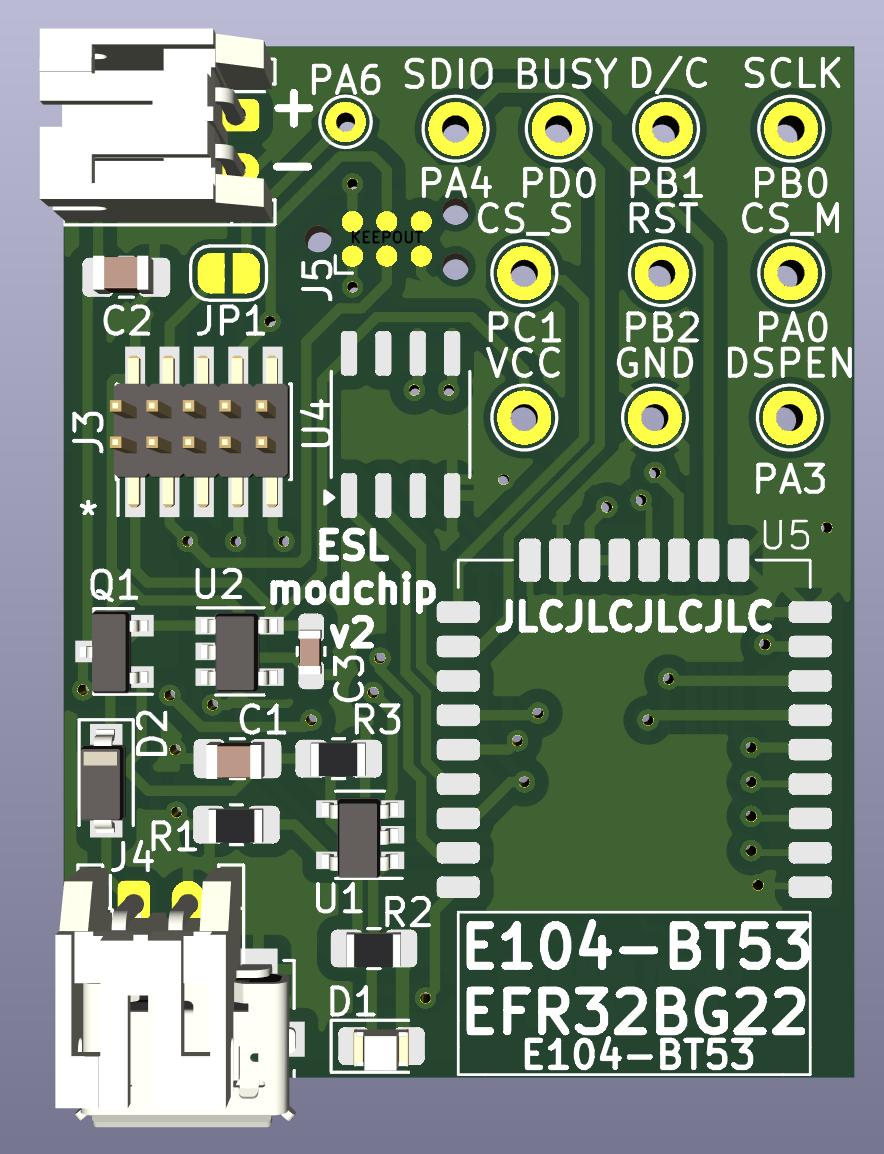 PA6 SDIO BUSY D/C SCLK
+
-
PA4 PD0 PB1 PB0
CS_S RST CS_M
KEEPOUT
J5
C2 JP1
PC1 PB2 PA0
VCC GND DSPEN
J3
U4
PA3
*
U5
ESL
modchip
v2
Q1 U2
JLCJLCJLCJLC
C3
D2
C1 R3
R1
J4
U1
R2
E104-BT53
EFR32BG22
E104-BT53
D1